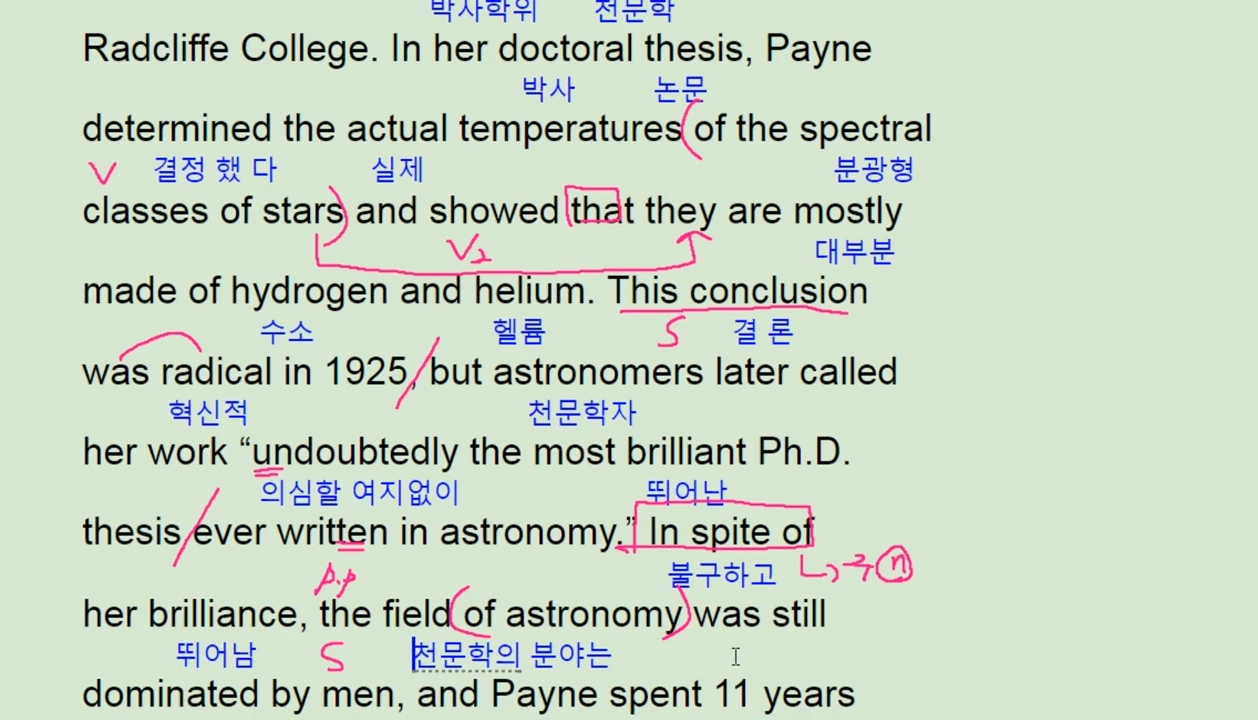 박사학위 천문학
Radcliffe College. In her doctoral thesis, Payne
박사 논문
determined the actual temperatures of the spectral
V 결정 했 다 실제 분광형
classes of stars and showed that they are mostly
V2 대부분
made of hydrogen and helium. This conclusion
수소 헬륨 S 결 론
was radical in 1925, but astronomers later called
혁신적 천문학자
her work “undoubtedly the most brilliant Ph.D.
의심할 여지없이 뛰어난
thesis ever written in astronomy.” In spite of
p.p 불구하고 n
her brilliance, the field of astronomy was still
뛰어남 S 천문학의 분야는
dominated by men, and Payne spent 11 years